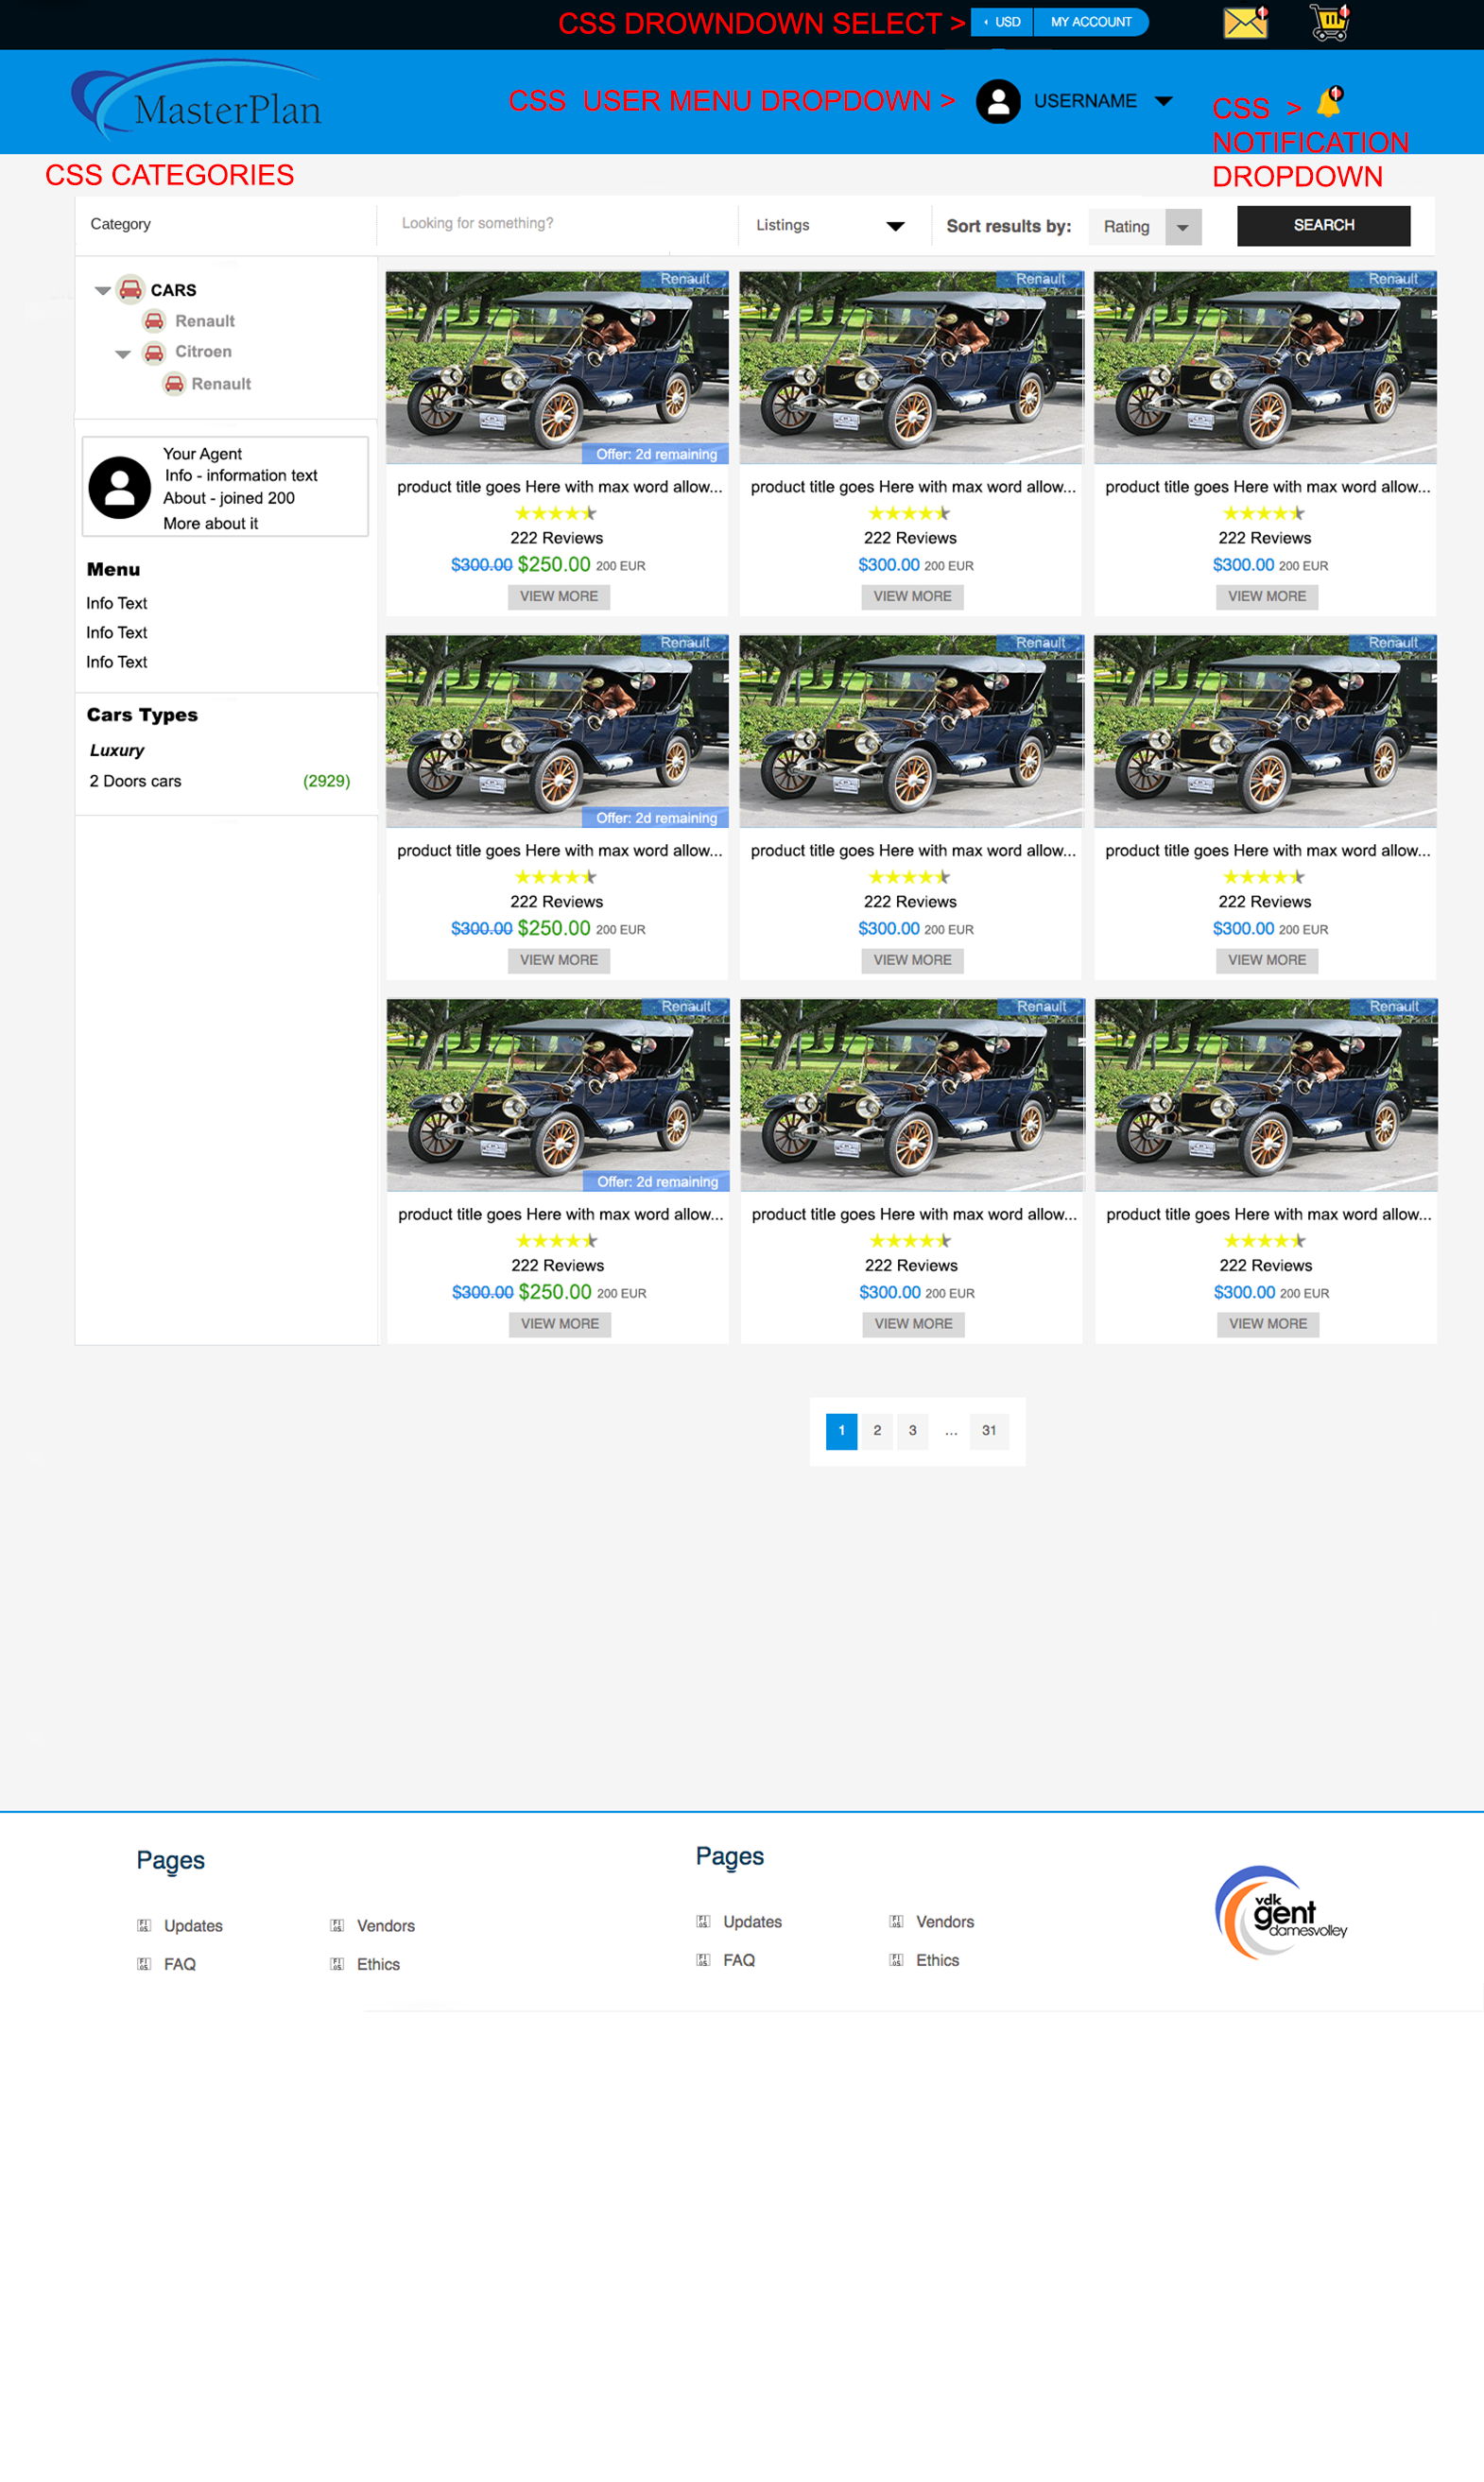 CSS DROWNDOWN SELECT > USD MY ACCOUNT 1 1
MasterPlan
CSS USER MENU DROPDOWN > USERNAME
CSS > 1
NOTIFICATION
DROPDOWN
CSS CATEGORIES
Category Looking for something? Listings Sort results by: Rating SEARCH
CARS
Renault
Citroen
Renault
Your Agent
Info - information text
About - joined 200
More about it
Menu
Info Text
Info Text
Info Text
Cars Types
Luxury
2 Doors cars (2929)
Renault Renault Renault
Offer: 2d remaining
product title goes Here with max word allow... product title goes Here with max word allow... product title goes Here with max word allow...
222 Reviews 222 Reviews 222 Reviews
$300.00 $250.00 200 EUR $300.00 200 EUR $300.00 200 EUR
VIEW MORE VIEW MORE VIEW MORE
Renault Renault Renault
Offer: 2d remaining
product title goes Here with max word allow... product title goes Here with max word allow... product title goes Here with max word allow...
222 Reviews 222 Reviews 222 Reviews
$300.00 $250.00 200 EUR $300.00 200 EUR $300.00 200 EUR
VIEW MORE VIEW MORE VIEW MORE
Renault Renault Renault
Offer: 2d remaining
product title goes Here with max word allow... product title goes Here with max word allow... product title goes Here with max word allow...
222 Reviews 222 Reviews 222 Reviews
$300.00 $250.00 200 EUR $300.00 200 EUR $300.00 200 EUR
VIEW MORE VIEW MORE VIEW MORE
1 2 3 ... 31
Pages
Updates Vendors
FAQ Ethics
Pages
Updates Vendors
FAQ Ethics
vdk
gent
damesvolley